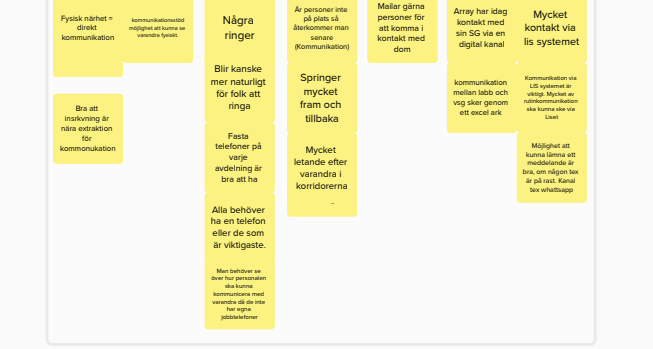 Fysisk närhet =
direkt
kommunikation
Bra att
insrkvning är
nära extraktion
för
kommonukation
kommunikationsstöd
möjlighet att kunna se
varandra fysiskt.
Några
ringer
Blir kanske
mer naturligt
för folk att
ringa
Fasta
telefoner på
varje
avdelning är
bra att ha
Alla behöver
ha en telefon
eller de som
är viktigaste.
Man behöver se
över hur personalen
ska kunna
kommunicera med
varandra då de inte
har egna
jobbtelefoner
Är personer inte
på plats så
återkommer man
senare
(Kommunikation)
Springer
mycket
fram och
tillbaka
Mycket
letande efter
varandra i
korridorerna
-
Mailar gärna
personer för
att komma i
kontakt med
dom
Array har idag
kontakt med
sin SG via en
digital kanal
kommunikation
mellan labb och
vsg sker genom
ett excel ark
Mycket
kontakt via
lis systemet
Kommunikation via
LIS systemet är
viktigt. Mycket av
rutinkommunikation
ska kunna ske via
Liset
Möjlighet att
kunna lämna ett
meddelande är
bra, om någon tex
är på rast. Kanal
tex whatsapp